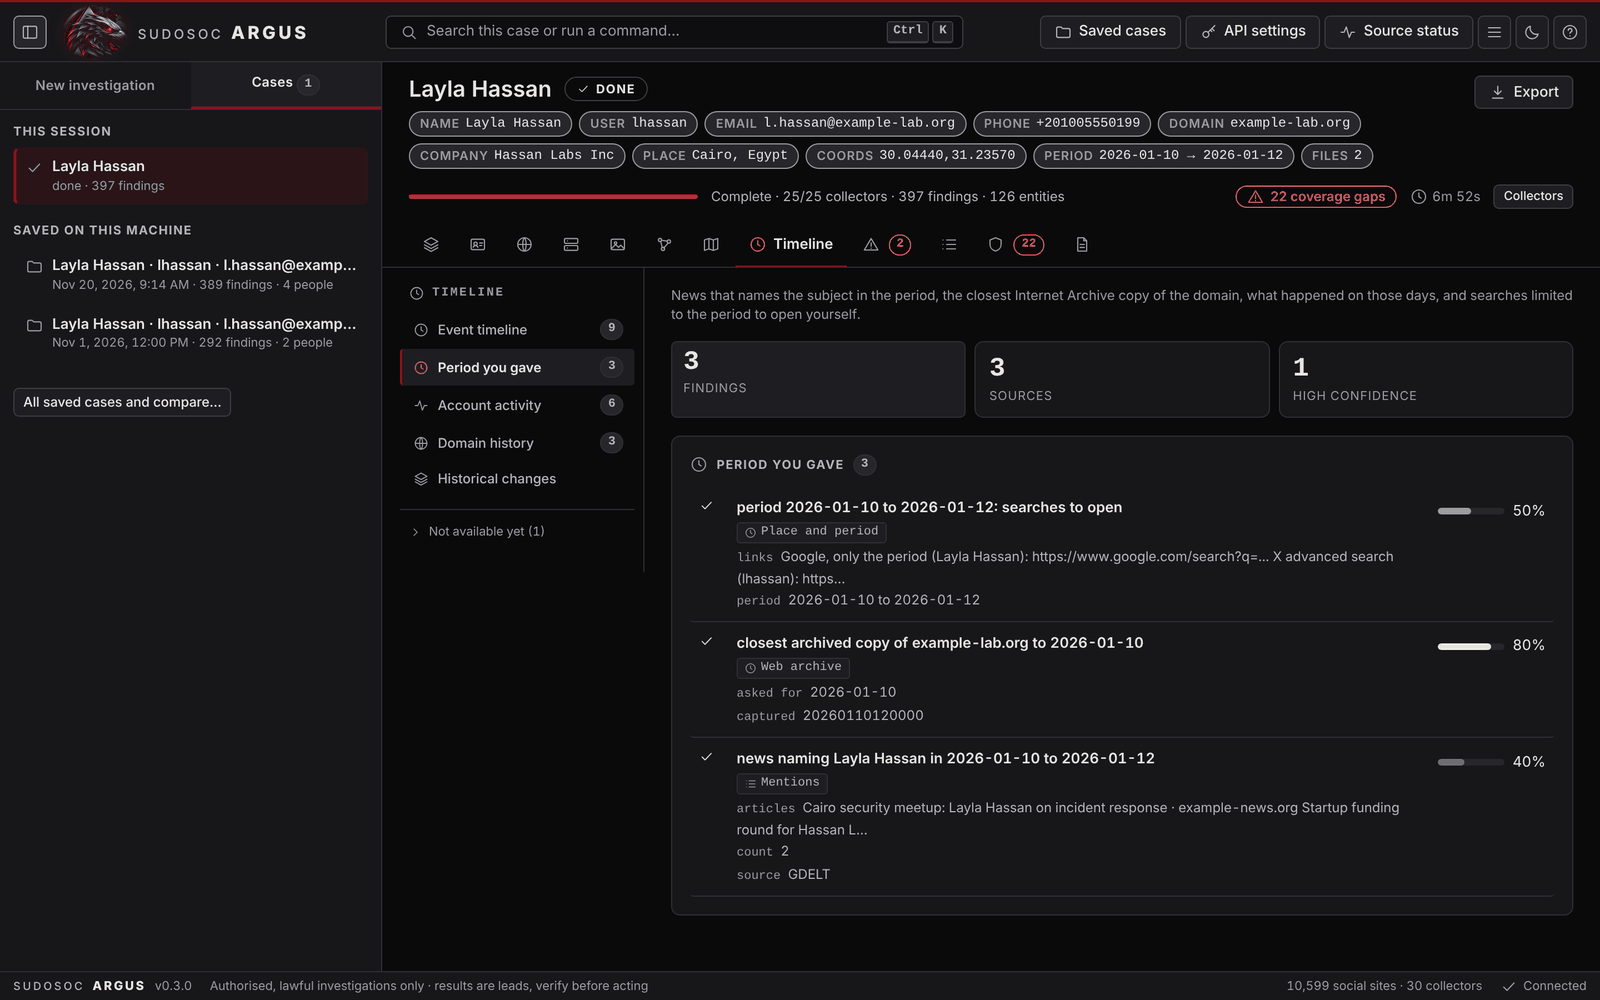 SUDOSOC ARGUS
Search this case or run a command...
Ctrl K
Saved cases
API settings
Source status
New investigation
Cases 1
THIS SESSION
Layla Hassan
done · 397 findings
SAVED ON THIS MACHINE
Layla Hassan · lhassan · l.hassan@examp...
Nov 20, 2026, 9:14 AM · 389 findings · 4 people
Layla Hassan · lhassan · l.hassan@examp...
Nov 1, 2026, 12:00 PM · 292 findings · 2 people
All saved cases and compare...
Layla Hassan
DONE
Export
NAME Layla Hassan
USER lhassan
EMAIL l.hassan@example-lab.org
PHONE +201005550199
DOMAIN example-lab.org
COMPANY Hassan Labs Inc
PLACE Cairo, Egypt
COORDS 30.04440,31.23570
PERIOD 2026-01-10 → 2026-01-12
FILES 2
Complete · 25/25 collectors · 397 findings · 126 entities
22 coverage gaps
6m 52s
Collectors
Timeline
2
22
TIMELINE
Event timeline 9
Period you gave 3
Account activity 6
Domain history 3
Historical changes
Not available yet (1)
News that names the subject in the period, the closest Internet Archive copy of the domain, what happened on those days, and searches limited
to the period to open yourself.
3
FINDINGS
3
SOURCES
1
HIGH CONFIDENCE
PERIOD YOU GAVE 3
period 2026-01-10 to 2026-01-12: searches to open
50%
Place and period
links Google, only the period (Layla Hassan): https://www.google.com/search?q=... X advanced search
(lhassan): https...
period 2026-01-10 to 2026-01-12
closest archived copy of example-lab.org to 2026-01-10
80%
Web archive
asked for 2026-01-10
captured 20260110120000
news naming Layla Hassan in 2026-01-10 to 2026-01-12
40%
Mentions
articles Cairo security meetup: Layla Hassan on incident response · example-news.org Startup funding
round for Hassan L...
count 2
source GDELT
SUDOSOC ARGUS v0.3.0 Authorised, lawful investigations only · results are leads, verify before acting
10,599 social sites · 30 collectors
Connected